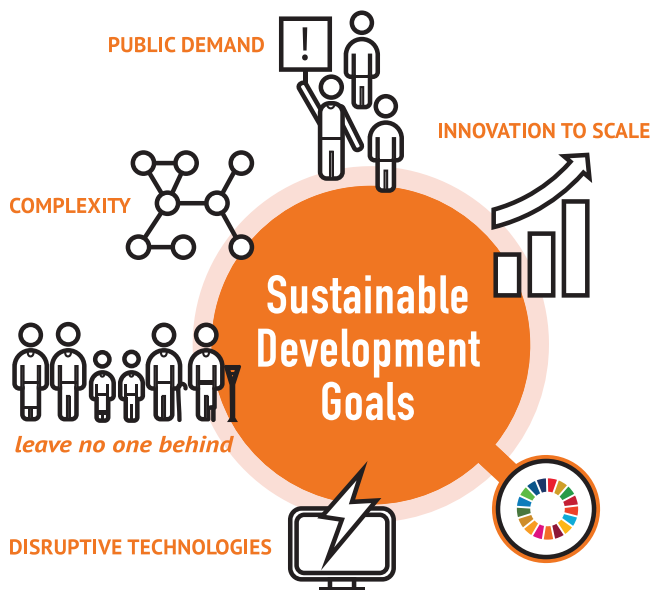 PUBLIC DEMAND
!
INNOVATION TO SCALE
COMPLEXITY
Sustainable
Development
Goals
leave no one behind
DISRUPTIVE TECHNOLOGIES